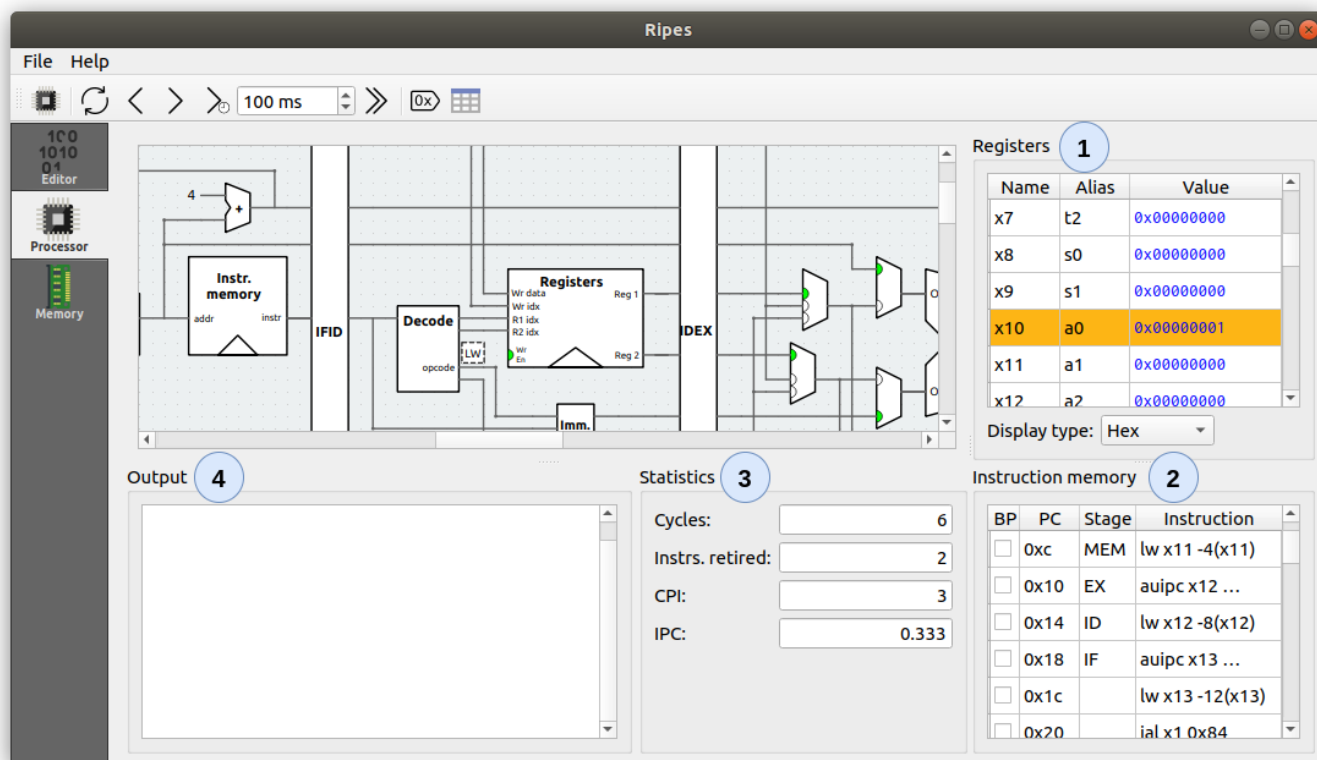 Ripes
File Help
100 ms
0x
100
1010
01
Editor
Processor
Memory
4
+
Instr.
memory
addr
instr
IFID
Decode
opcode
LW
Registers
Wr data
Wr idx
R1 idx
R2 idx
Wr
En
Reg 1
Reg 2
Imm.
IDEX
Registers 1
Name Alias Value
x7 t2 0x00000000
x8 s0 0x00000000
x9 s1 0x00000000
x10 a0 0x00000001
x11 a1 0x00000000
x12 a2 0x00000000
Display type: Hex
Output 4
Statistics 3
Cycles: 6
Instrs. retired: 2
CPI: 3
IPC: 0.333
Instruction memory 2
BP PC Stage Instruction
0xc MEM lw x11 -4(x11)
0x10 EX auipc x12 ...
0x14 ID lw x12 -8(x12)
0x18 IF auipc x13 ...
0x1c lw x13 -12(x13)
0x20 jal x1 0x84